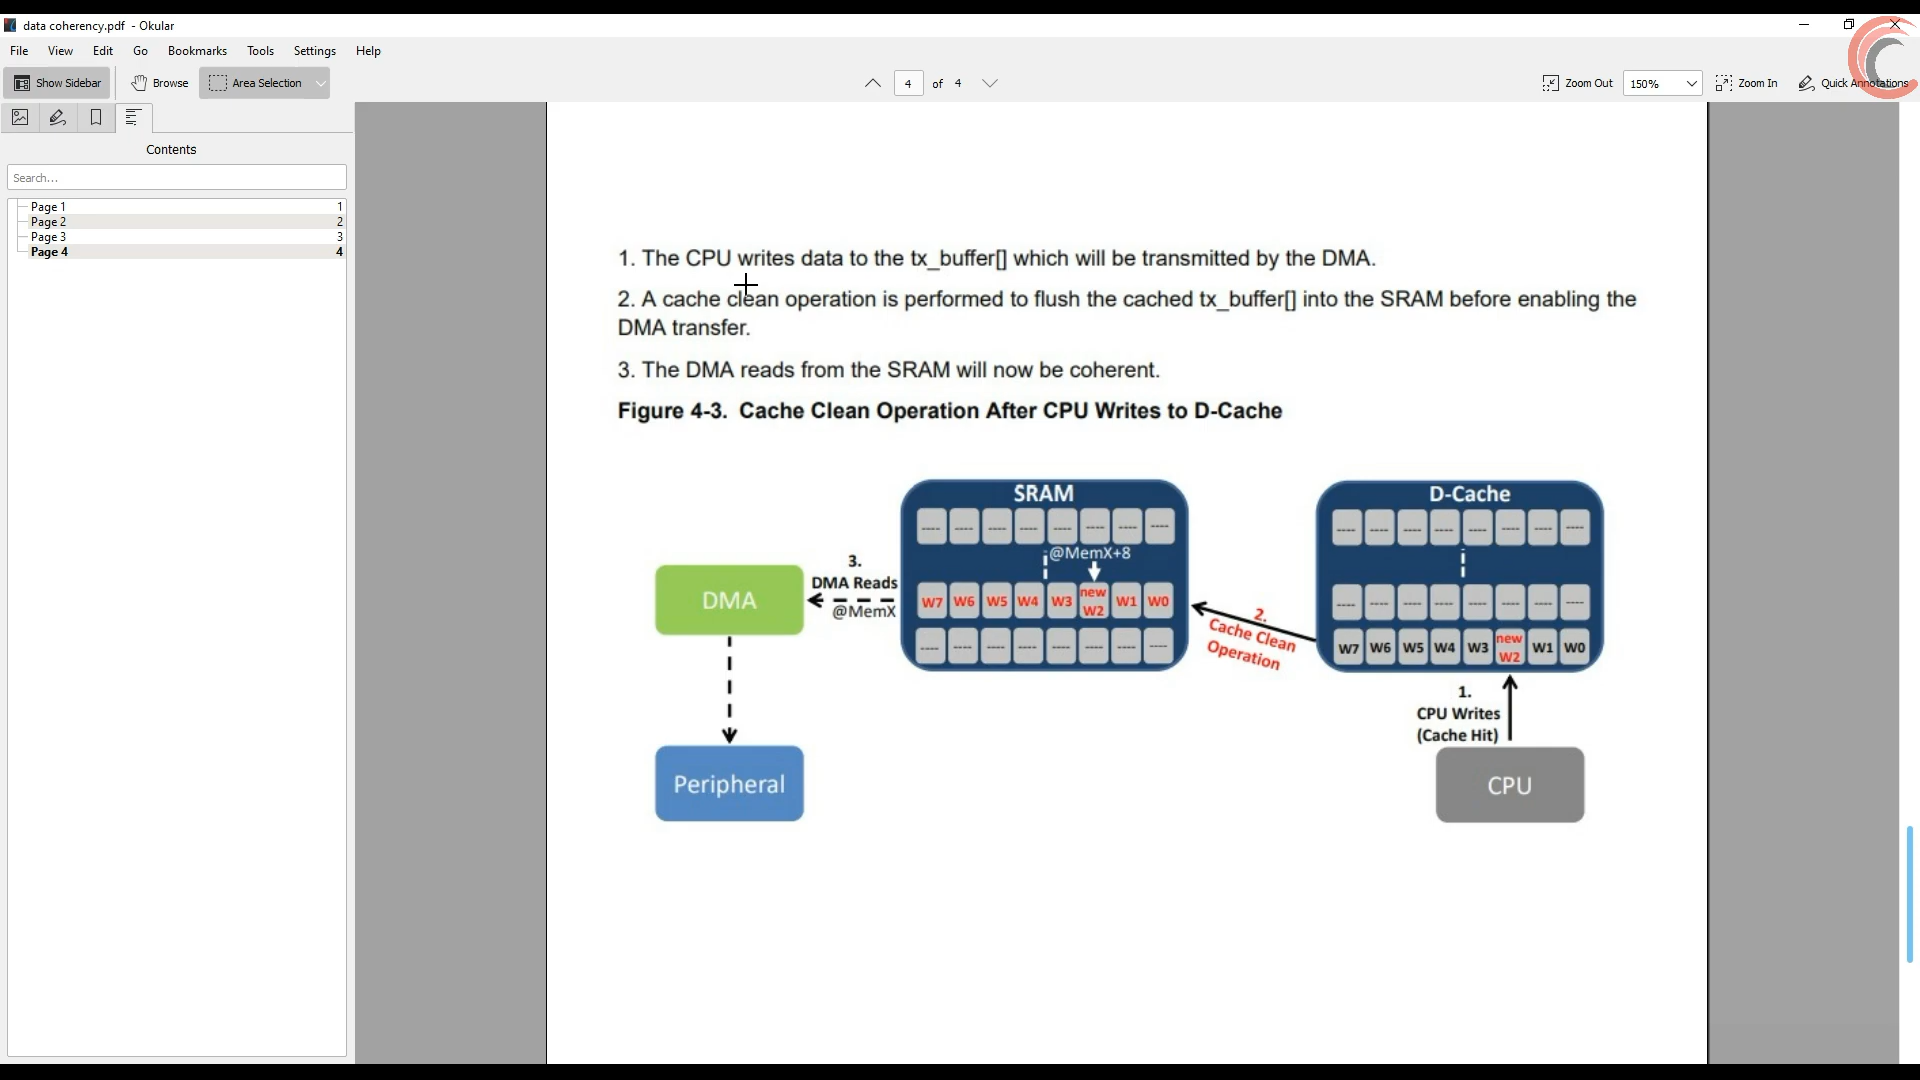 data coherency.pdf - Okular
File View Edit Go Bookmarks Tools Settings Help
Show Sidebar Browse Area Selection 4 of 4 Zoom Out 150% Zoom In Quick Annotations
Contents
Search...
Page 1 1
Page 2 2
Page 3 3
Page 4 4
1. The CPU writes data to the tx_buffer[] which will be transmitted by the DMA.
2. A cache clean operation is performed to flush the cached tx_buffer[] into the SRAM before enabling the
DMA transfer.
3. The DMA reads from the SRAM will now be coherent.
Figure 4-3. Cache Clean Operation After CPU Writes to D-Cache
SRAM
---- ---- ---- ---- ---- ---- ---- ----
@MemX+8
W7 W6 W5 W4 W3 new W2 W1 W0
---- ---- ---- ---- ---- ---- ---- ----
D-Cache
---- ---- ---- ---- ---- ---- ---- ----
---- ---- ---- ---- ---- ---- ---- ----
W7 W6 W5 W4 W3 new W2 W1 W0
3.
DMA Reads
@MemX
DMA
2.
Cache Clean
Operation
1.
CPU Writes
(Cache Hit)
Peripheral
CPU